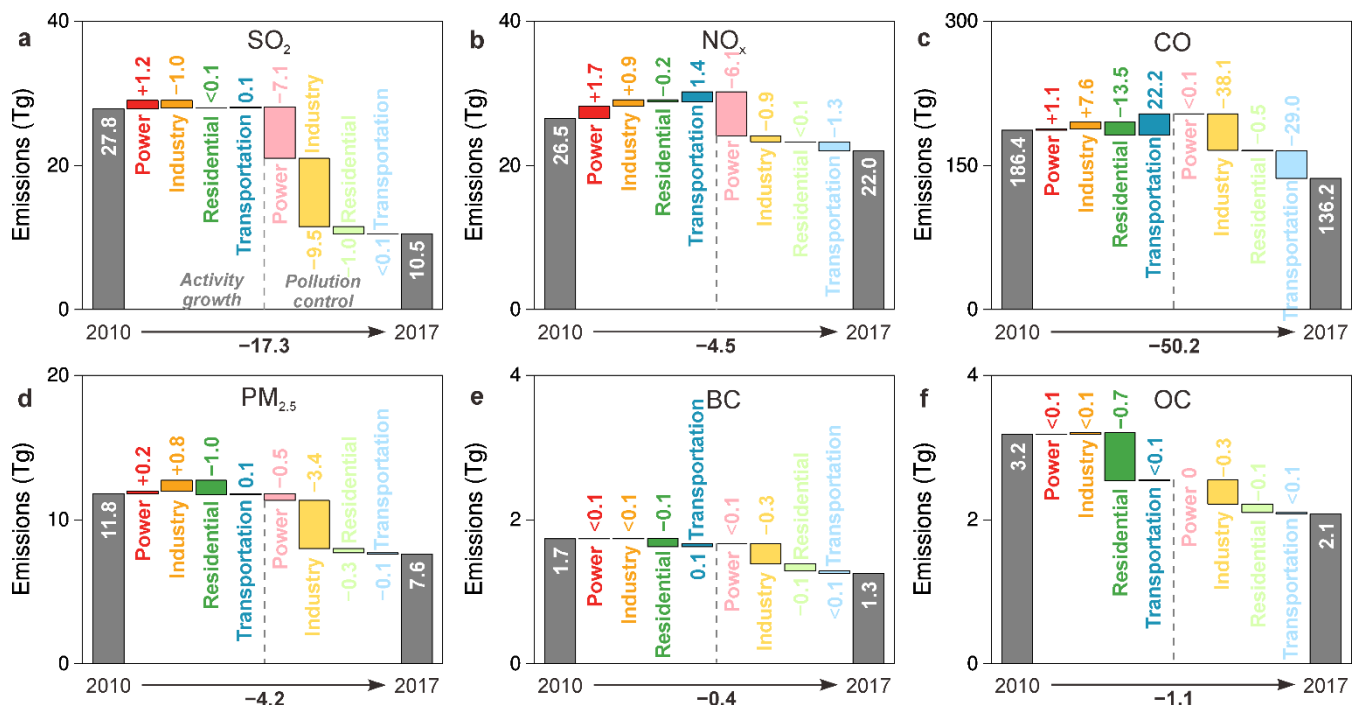 a
SO2
Emissions (Tg)
40
20
0
27.8
Power +1.2
Industry −1.0
Residential <0.1
Transportation 0.1
Power −7.1
−9.5 Industry
−1.0 Residential
<0.1 Transportation
10.5
Activity growth
Pollution control
2010
2017
−17.3
b
NOx
Emissions (Tg)
40
20
0
26.5
Power +1.7
Industry +0.9
Residential −0.2
Transportation 1.4
Power −6.1
Industry −0.9
Residential <0.1
Transportation −1.3
22.0
2010
2017
−4.5
c
CO
Emissions (Tg)
300
150
0
186.4
Power +1.1
Industry +7.6
Residential −13.5
Transportation 22.2
Power <0.1
Industry −38.1
Residential −0.5
Transportation −29.0
136.2
2010
2017
−50.2
d
PM2.5
Emissions (Tg)
20
10
0
11.8
Power +0.2
Industry +0.8
Residential −1.0
Transportation 0.1
Power −0.5
Industry −3.4
−0.3 Residential
−0.1 Transportation
7.6
2010
2017
−4.2
e
BC
Emissions (Tg)
4
2
0
1.7
Power <0.1
Industry <0.1
Residential −0.1
0.1 Transportation
Power <0.1
Industry −0.3
−0.1 Residential
<0.1 Transportation
1.3
2010
2017
−0.4
f
OC
Emissions (Tg)
4
2
0
3.2
Power <0.1
Industry <0.1
Residential −0.7
Transportation <0.1
Power 0
Industry −0.3
Residential −0.1
Transportation <0.1
2.1
2010
2017
−1.1